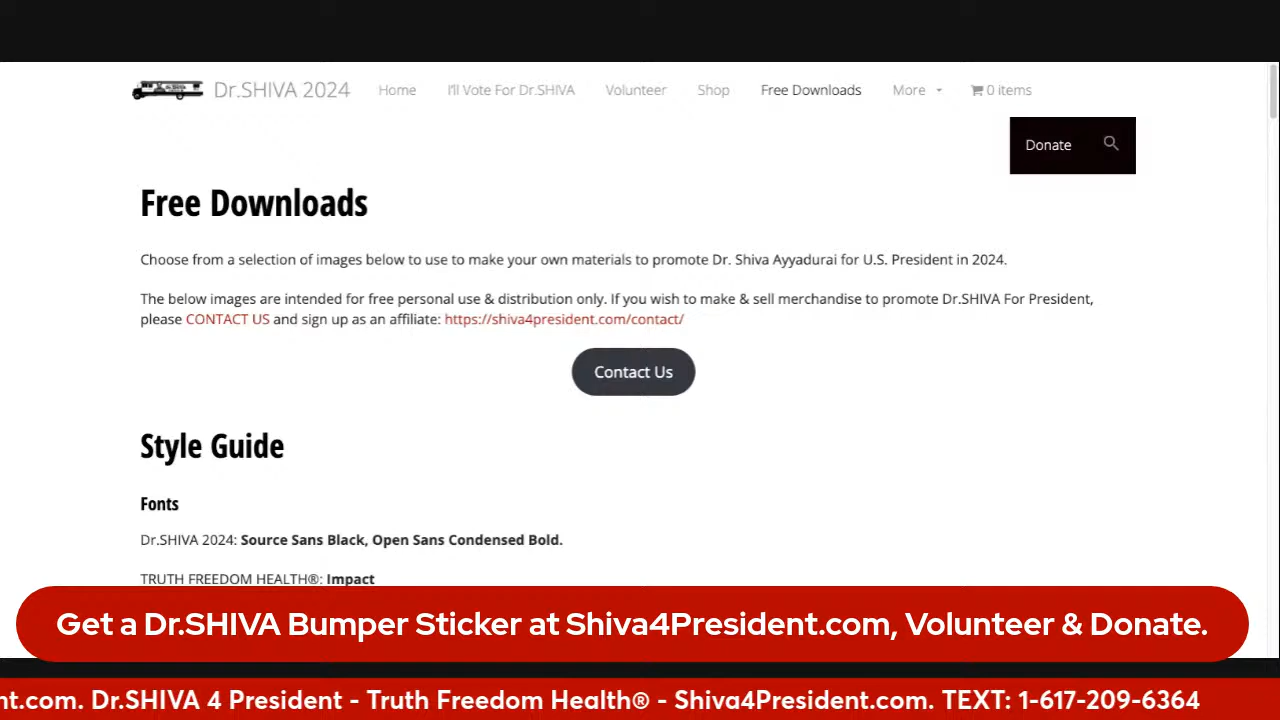 Dr.SHIVA 2024 Home I'll Vote For Dr.SHIVA Volunteer Shop Free Downloads More 0 items
Donate
Free Downloads
Choose from a selection of images below to use to make your own materials to promote Dr. Shiva Ayyadurai for U.S. President in 2024.
The below images are intended for free personal use & distribution only. If you wish to make & sell merchandise to promote Dr.SHIVA For President,
please CONTACT US and sign up as an affiliate: https://shiva4president.com/contact/
Contact Us
Style Guide
Fonts
Dr.SHIVA 2024: Source Sans Black, Open Sans Condensed Bold.
TRUTH FREEDOM HEALTH®: Impact
Get a Dr.SHIVA Bumper Sticker at Shiva4President.com, Volunteer & Donate.
nt.com. Dr.SHIVA 4 President - Truth Freedom Health® - Shiva4President.com. TEXT: 1-617-209-6364